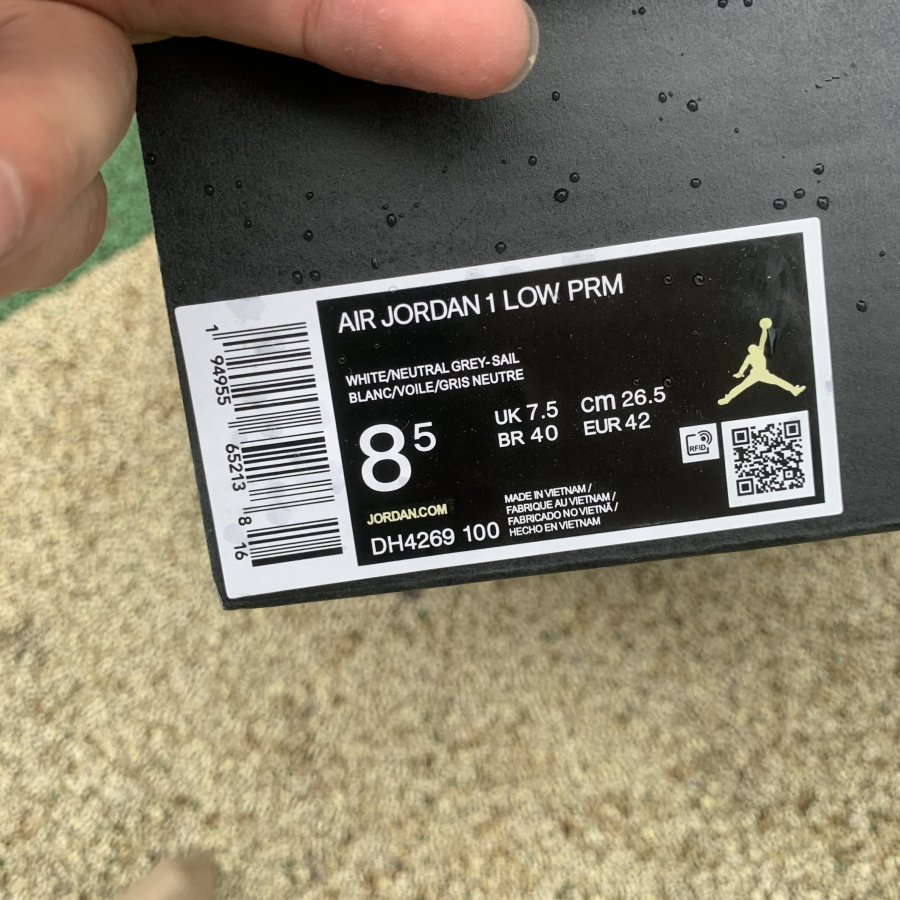 AIR JORDAN 1 LOW PRM
WHITE/NEUTRAL GREY-SAIL
BLANC/VOILE/GRIS NEUTRE
8 5
UK 7.5 cm 26.5
BR 40 EUR 42
RFID
JORDAN.COM
DH4269 100
MADE IN VIETNAM /
FABRIQUE AU VIETNAM /
FABRICADO NO VIETNÃ /
HECHO EN VIETNAM
1 94955 65213 8 16